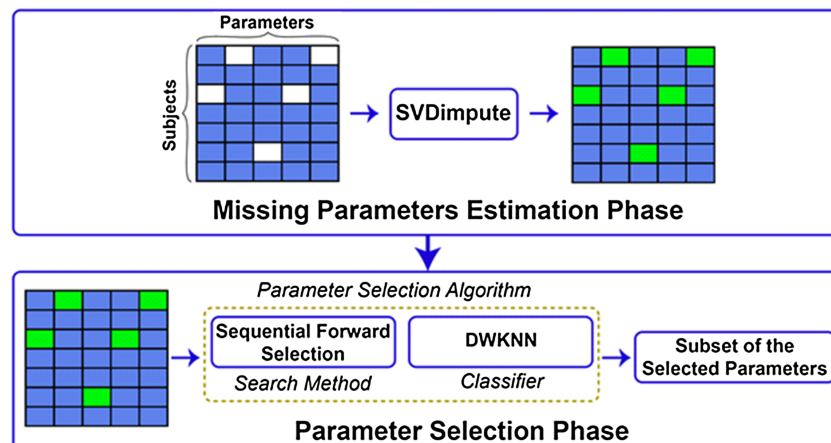 Parameters
Subjects
SVDimpute
Missing Parameters Estimation Phase
Parameter Selection Algorithm
Sequential Forward
Selection
DWKNN
Search Method
Classifier
Subset of the
Selected Parameters
Parameter Selection Phase